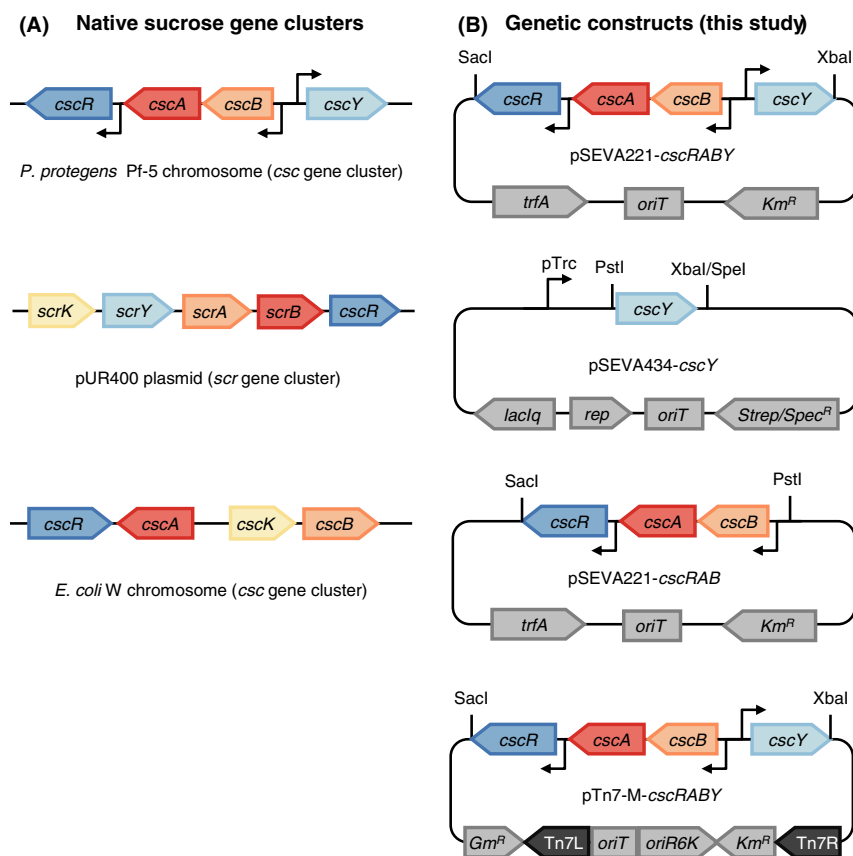 (A) Native sucrose gene clusters
cscR cscA cscB cscY
P. protegens Pf-5 chromosome (csc gene cluster)
scrK scrY scrA scrB cscR
pUR400 plasmid (scr gene cluster)
cscR cscA cscK cscB
E. coli W chromosome (csc gene cluster)
(B) Genetic constructs (this study)
SacI XbaI
cscR cscA cscB cscY
pSEVA221-cscRABY
trfA oriT KmR
pTrc PstI XbaI/SpeI
cscY
pSEVA434-cscY
lacIq rep oriT Strep/SpecR
SacI PstI
cscR cscA cscB
pSEVA221-cscRAB
trfA oriT KmR
SacI XbaI
cscR cscA cscB cscY
pTn7-M-cscRABY
GmR Tn7L oriT oriR6K KmR Tn7R